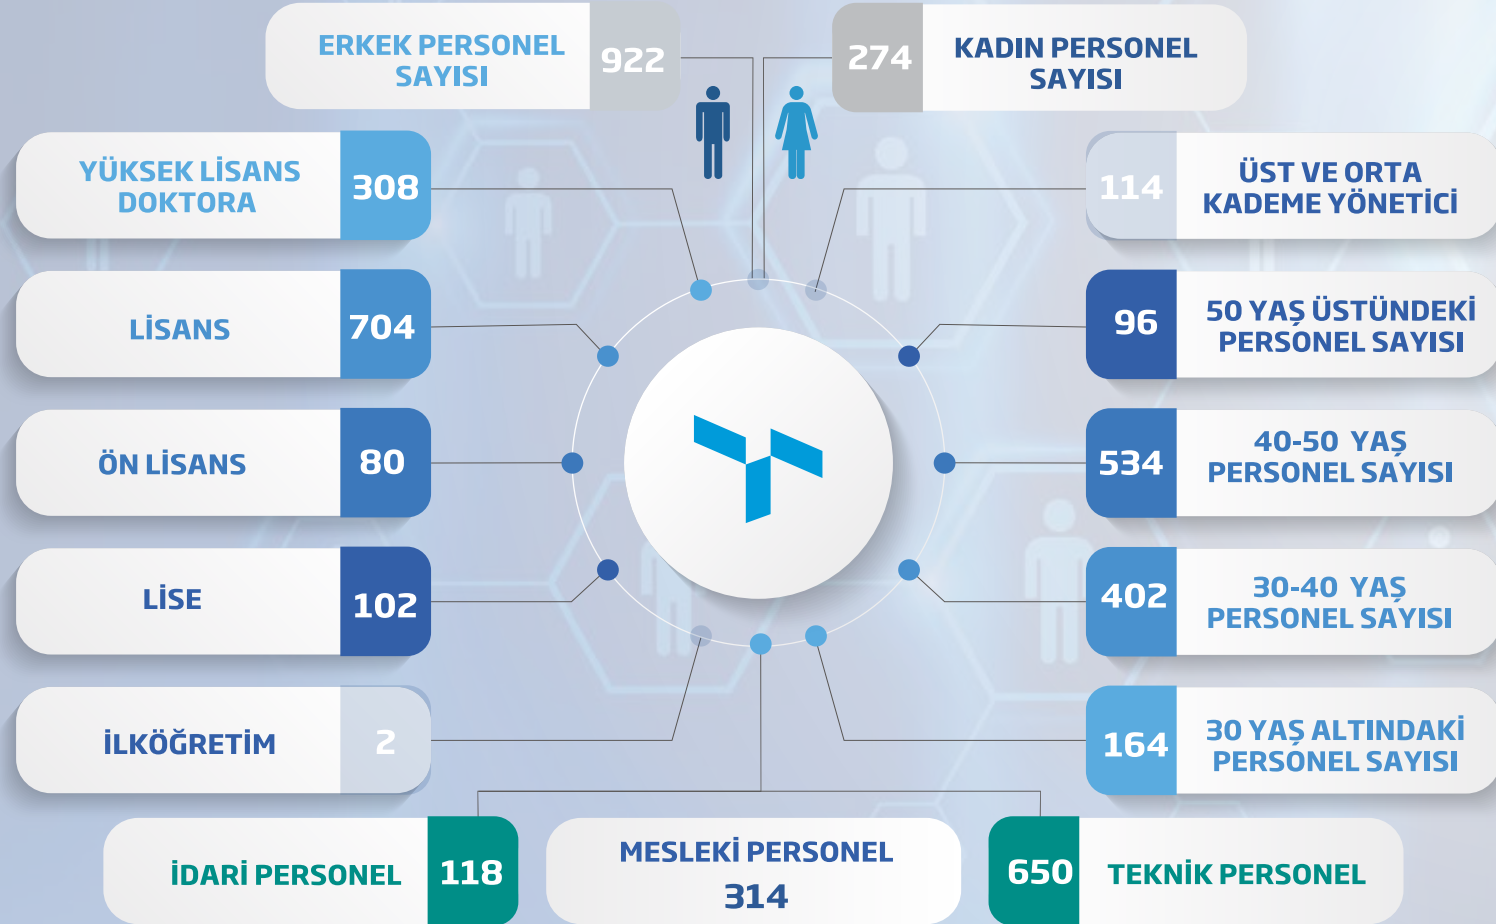 ERKEK PERSONEL
SAYISI
922
274
KADIN PERSONEL
SAYISI
YÜKSEK LİSANS
DOKTORA
308
114
ÜST VE ORTA
KADEME YÖNETİCİ
LİSANS
704
96
50 YAŞ ÜSTÜNDEKİ
PERSONEL SAYISI
ÖN LİSANS
80
534
40-50 YAŞ
PERSONEL SAYISI
LİSE
102
402
30-40 YAŞ
PERSONEL SAYISI
İLKÖĞRETİM
2
164
30 YAŞ ALTINDAKİ
PERSONEL SAYISI
İDARİ PERSONEL
118
MESLEKİ PERSONEL
314
650
TEKNİK PERSONEL